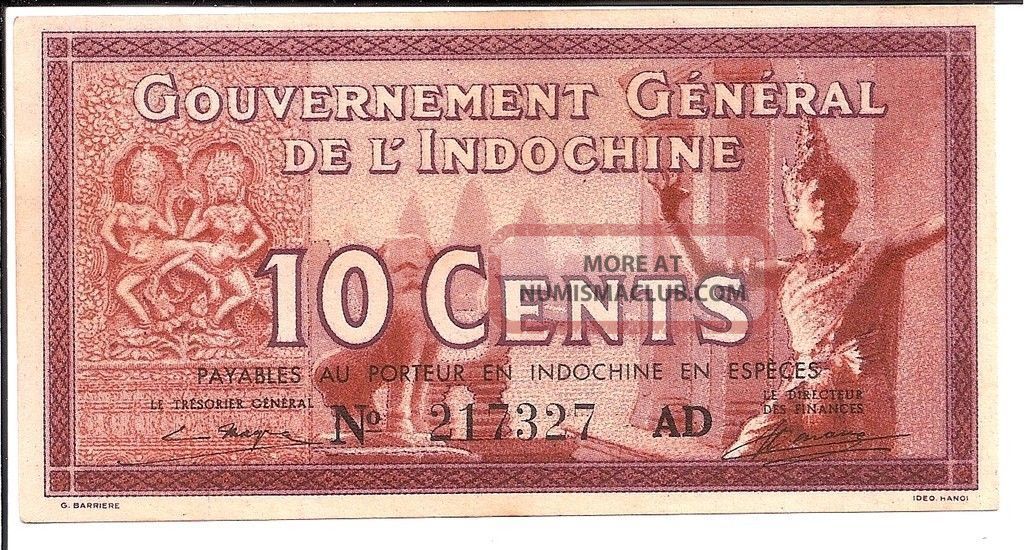 GOUVERNEMENT GÉNÉRAL
DE L'INDOCHINE
10 CENTS
MORE AT
NUMISMACLUB.COM
PAYABLES AU PORTEUR EN INDOCHINE EN ESPÈCES
LE TRÉSORIER GÉNÉRAL
LE DIRECTEUR
DES FINANCES
No 217327 AD
G. BARRIERE
IDEO. HANOI